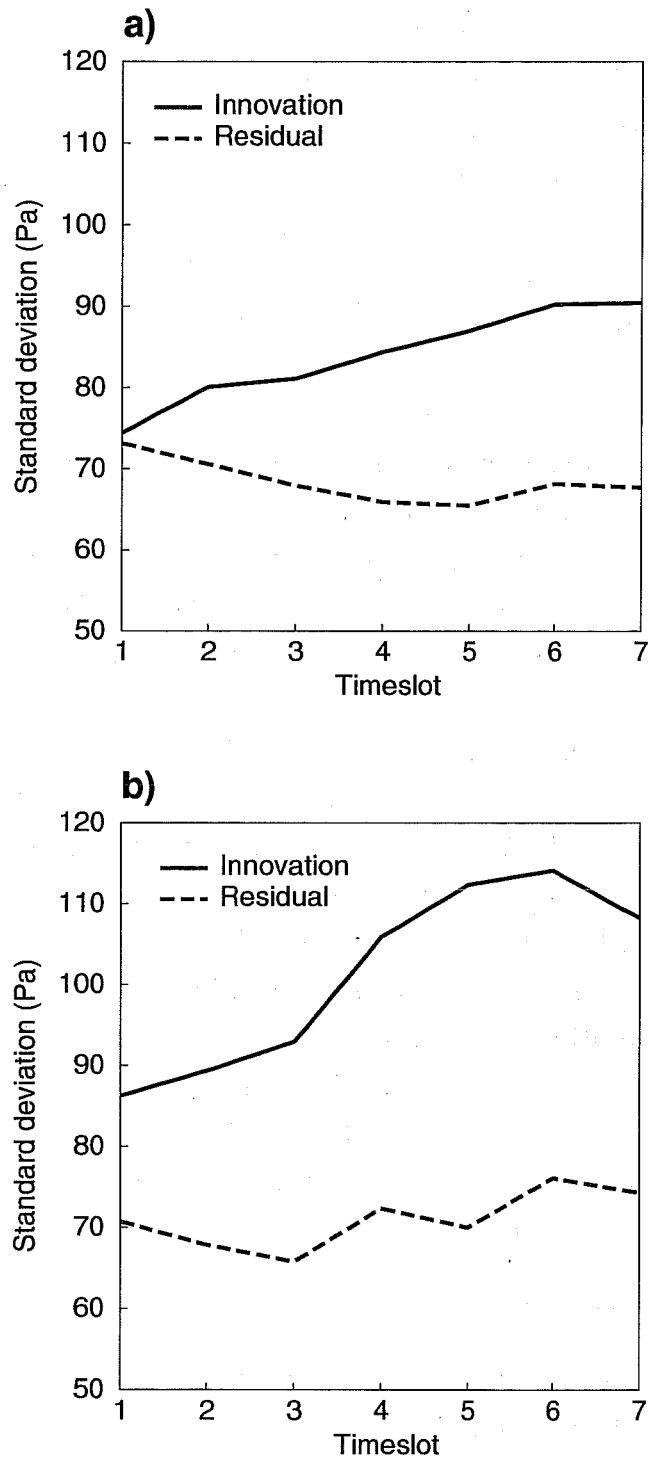 a)
120
110
100
90
80
70
60
50
Standard deviation (Pa)
Innovation
Residual
1 2 3 4 5 6 7
Timeslot
b)
120
110
100
90
80
70
60
50
Standard deviation (Pa)
Innovation
Residual
1 2 3 4 5 6 7
Timeslot